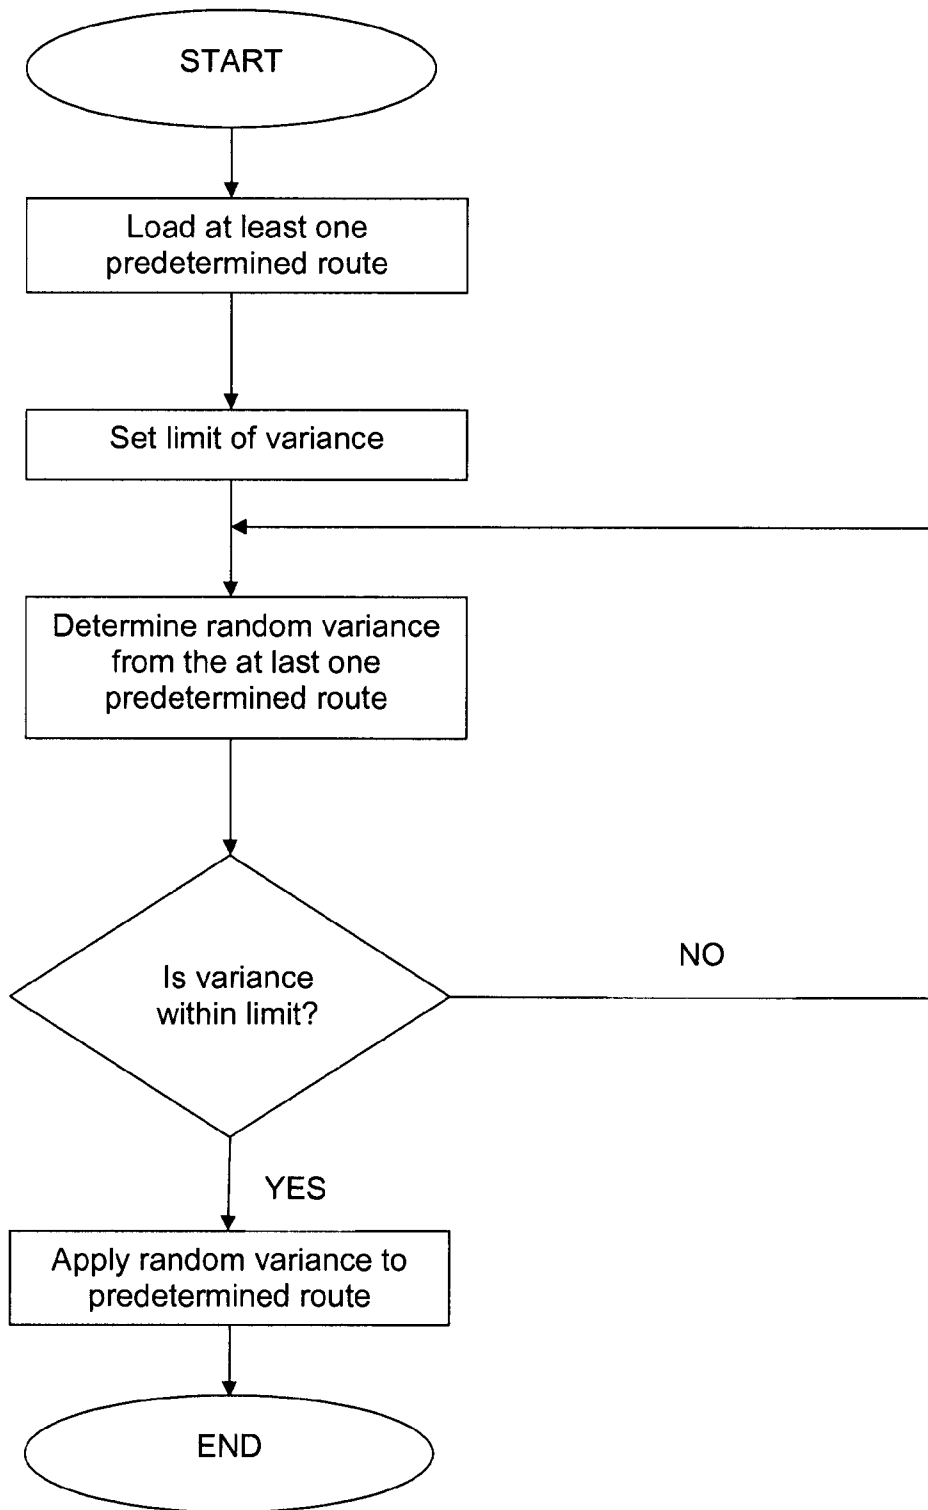 START
Load at least one
predetermined route
Set limit of variance
Determine random variance
from the at last one
predetermined route
Is variance
within limit?
NO
YES
Apply random variance to
predetermined route
END